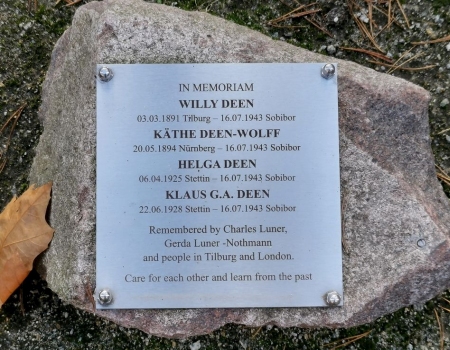 IN MEMORIAM
WILLY DEEN
03.03.1891 Tilburg – 16.07.1943 Sobibor
KÄTHE DEEN-WOLFF
20.05.1894 Nürnberg – 16.07.1943 Sobibor
HELGA DEEN
06.04.1925 Stettin – 16.07.1943 Sobibor
KLAUS G.A. DEEN
22.06.1928 Stettin – 16.07.1943 Sobibor
Remembered by Charles Luner,
Gerda Luner -Nothmann
and people in Tilburg and London.
Care for each other and learn from the past